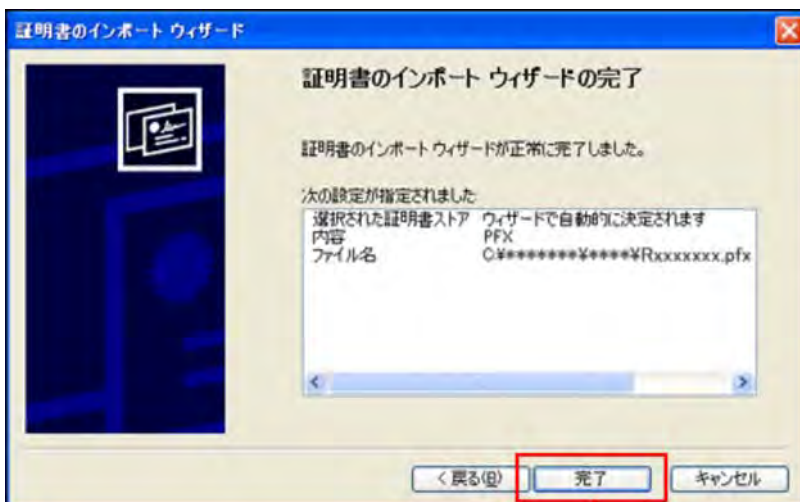 証明書のインポート ウィザード
証明書のインポート ウィザードの完了
証明書のインポート ウィザードが正常に完了しました。
次の設定が指定されました
選択された証明書ストア ウィザードで自動的に決定されます
内容 PFX
ファイル名 C¥********¥****¥Rxxxxxxx.pfx
< 戻る(B)
完了
キャンセル